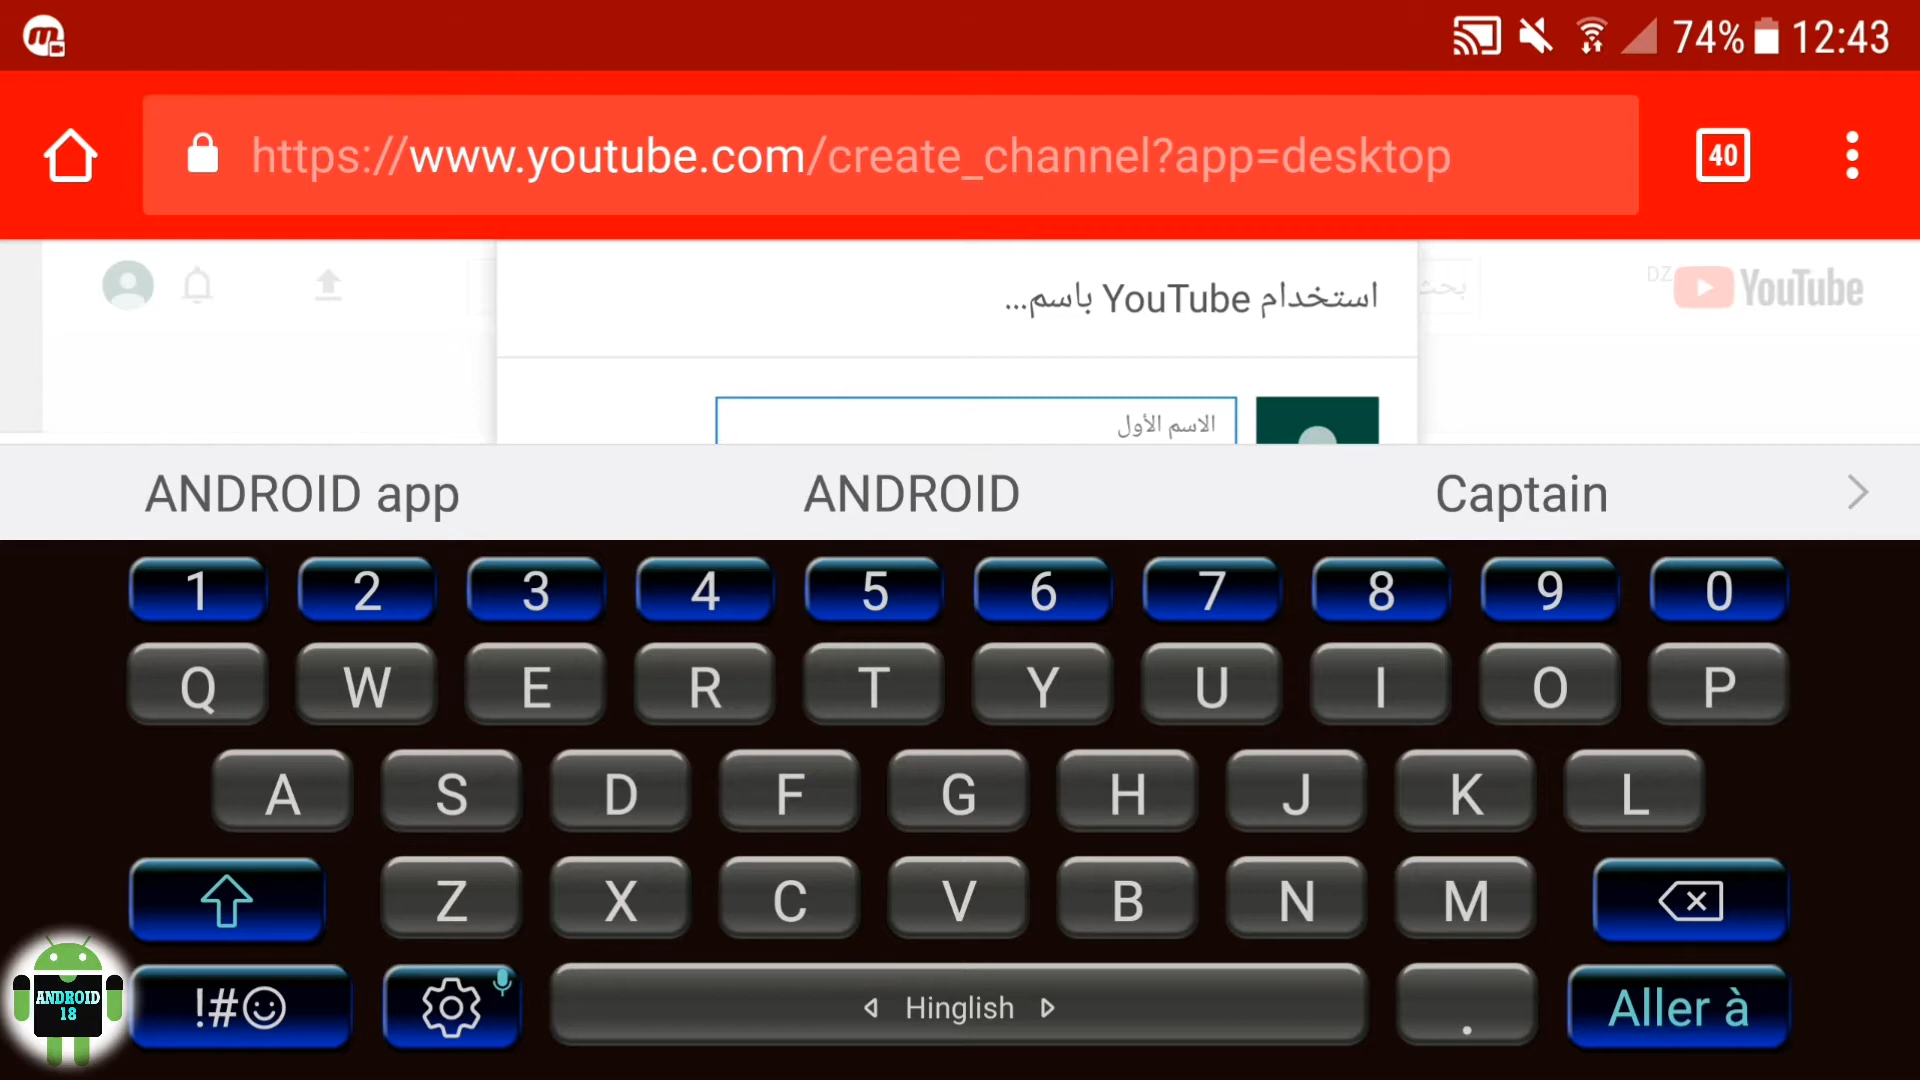 74% 12:43
https://www.youtube.com/create_channel?app=desktop
40
استخدام YouTube باسم...
بحث
YouTube DZ
الاسم الأول
ANDROID app ANDROID Captain
1 2 3 4 5 6 7 8 9 0
Q W E R T Y U I O P
A S D F G H J K L
Z X C V B N M
!#☺ Hinglish . Aller à
ANDROID
18